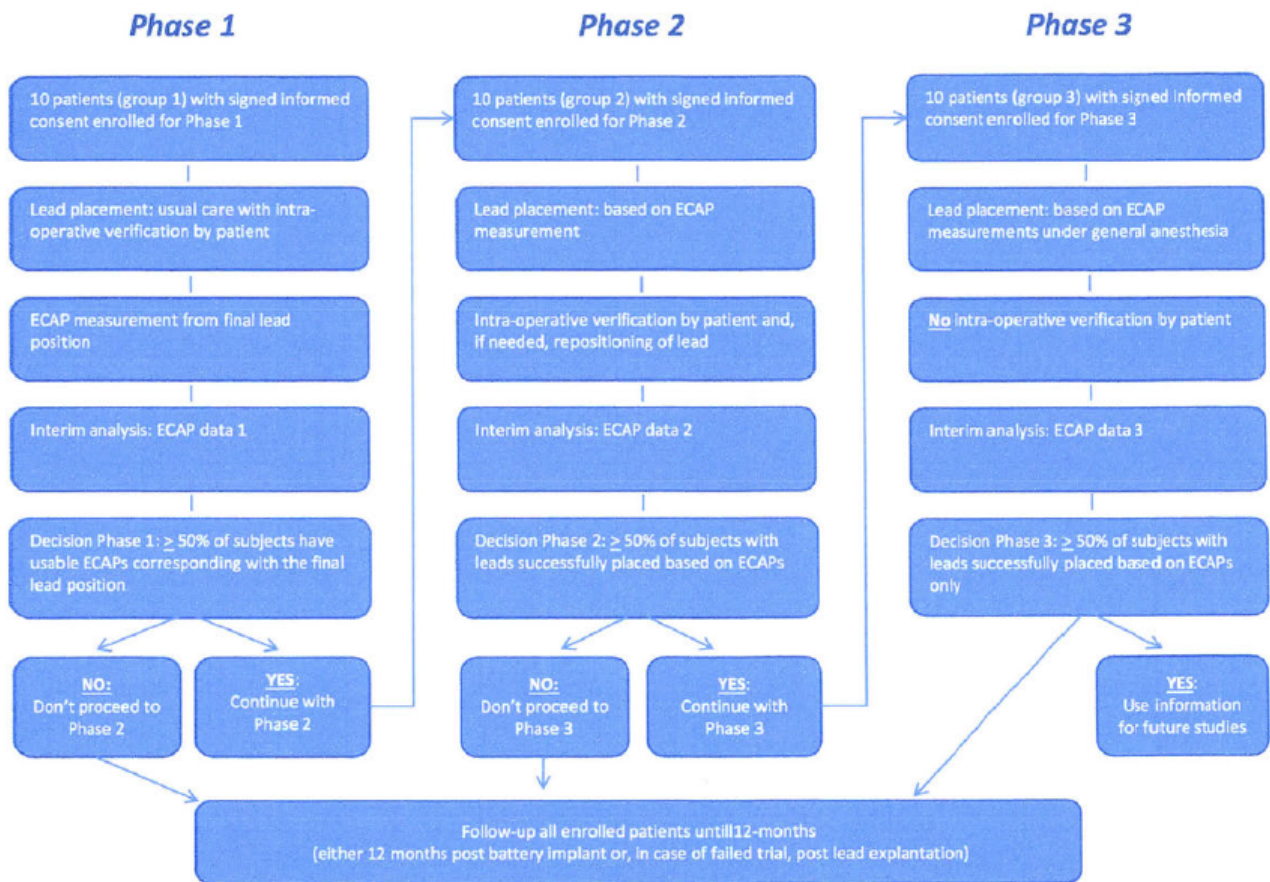 Phase 1
10 patients (group 1) with signed informed
consent enrolled for Phase 1
Lead placement: usual care with intra-
operative verification by patient
ECAP measurement from final lead
position
Interim analysis: ECAP data 1
Decision Phase 1: ≥ 50% of subjects have
usable ECAPs corresponding with the final
lead position
NO:
Don't proceed to
Phase 2
YES:
Continue with
Phase 2
Phase 2
10 patients (group 2) with signed informed
consent enrolled for Phase 2
Lead placement: based on ECAP
measurement
Intra-operative verification by patient and,
if needed, repositioning of lead
Interim analysis: ECAP data 2
Decision Phase 2: ≥ 50% of subjects with
leads successfully placed based on ECAPs
NO:
Don't proceed to
Phase 3
YES:
Continue with
Phase 3
Phase 3
10 patients (group 3) with signed informed
consent enrolled for Phase 3
Lead placement: based on ECAP
measurements under general anesthesia
No intra-operative verification by patient
Interim analysis: ECAP data 3
Decision Phase 3: ≥ 50% of subjects with
leads successfully placed based on ECAPs
only
YES:
Use information
for future studies
Follow-up all enrolled patients untill12-months
(either 12 months post battery implant or, in case of failed trial, post lead explantation)